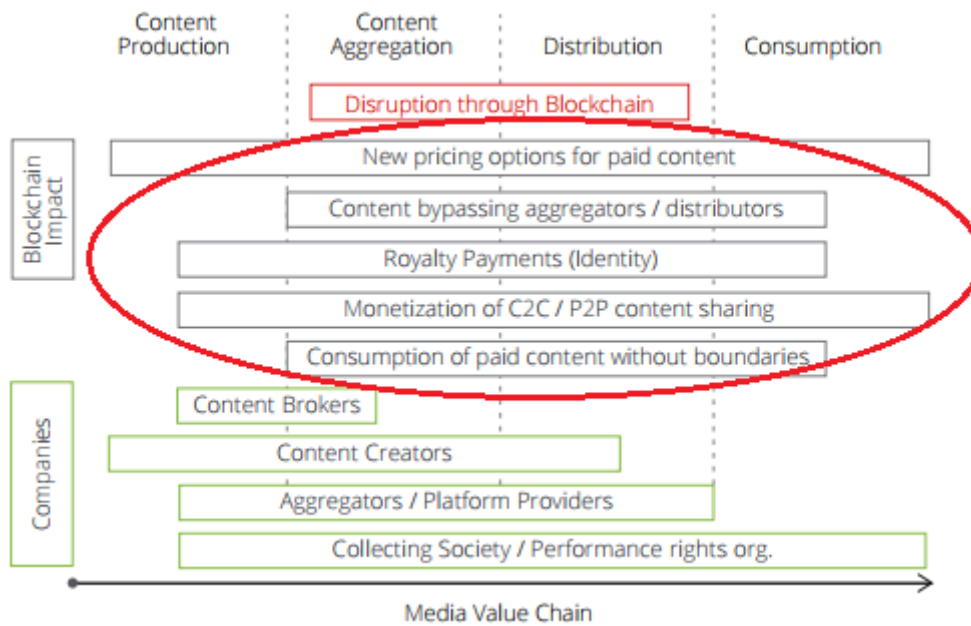 Content
Production
Content
Aggregation
Distribution
Consumption
Disruption through Blockchain
Blockchain
Impact
New pricing options for paid content
Content bypassing aggregators / distributors
Royalty Payments (Identity)
Monetization of C2C / P2P content sharing
Consumption of paid content without boundaries
Companies
Content Brokers
Content Creators
Aggregators / Platform Providers
Collecting Society / Performance rights org.
Media Value Chain